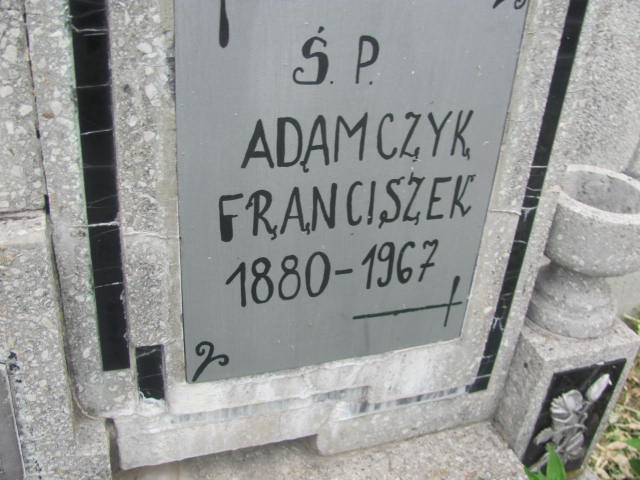 Ś. P.
ADAMCZYK
FRANCISZEK
1880-1967